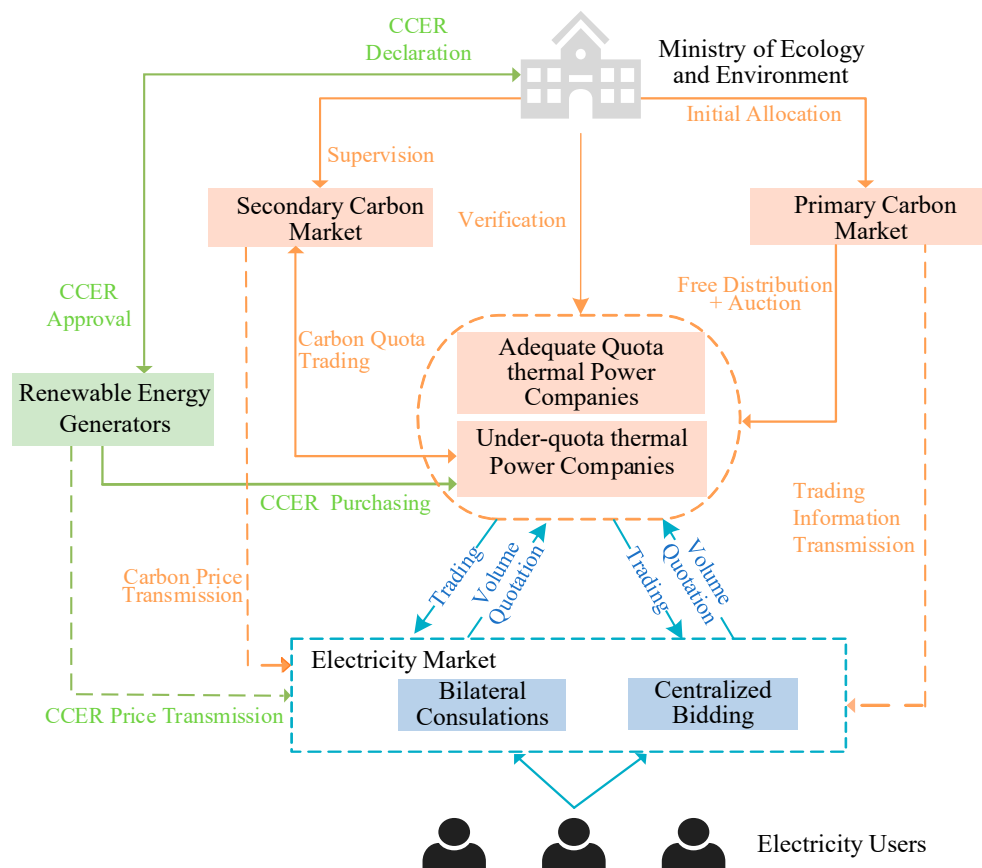 CCER
Declaration
Ministry of Ecology
and Environment
Initial Allocation
Supervision
Secondary Carbon
Market
Verification
Primary Carbon
Market
CCER
Approval
Free Distribution
+ Auction
Carbon Quota
Trading
Adequate Quota
thermal Power
Companies
Renewable Energy
Generators
Under-quota thermal
Power Companies
CCER Purchasing
Trading
Information
Transmission
Trading
Volume
Quotation
Trading
Volume
Quotation
Carbon Price
Transmission
Electricity Market
Bilateral
Consulations
Centralized
Bidding
CCER Price Transmission
Electricity Users